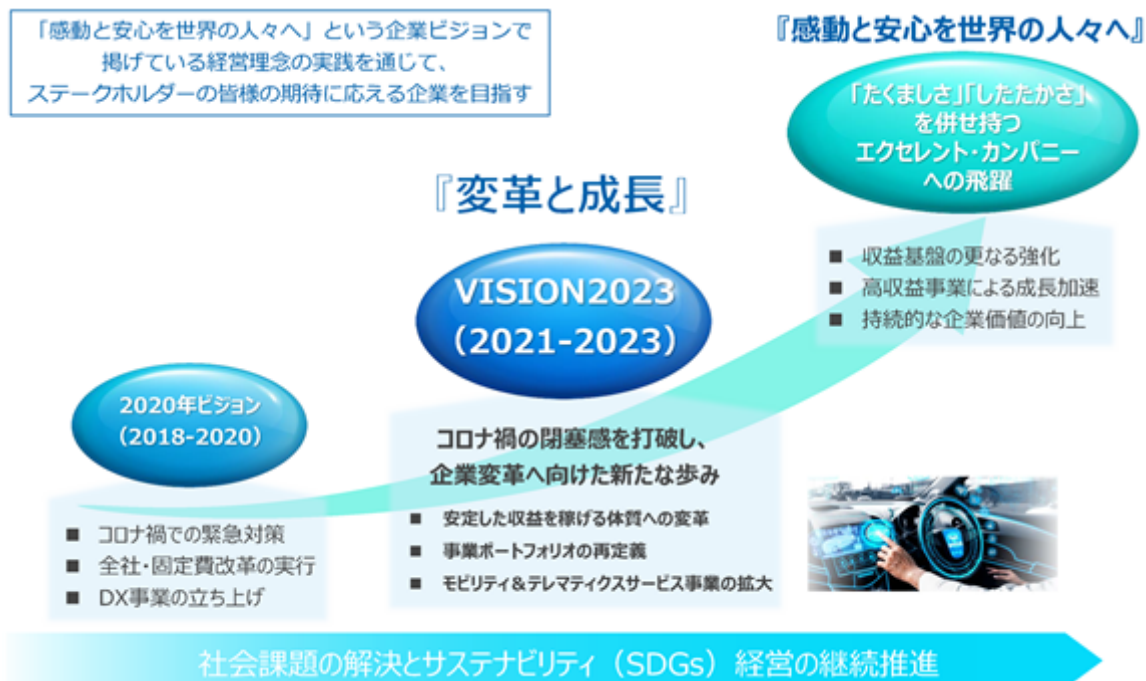 「感動と安心を世界の人々へ」という企業ビジョンで
掲げている経営理念の実践を通じて、
ステークホルダーの皆様の期待に応える企業を目指す
『感動と安心を世界の人々へ』
「たくましさ」「したたかさ」
を併せ持つ
エクセレント・カンパニー
への飛躍
■ 収益基盤の更なる強化
■ 高収益事業による成長加速
■ 持続的な企業価値の向上
『変革と成長』
VISION2023
（2021-2023）
コロナ禍の閉塞感を打破し、
企業変革へ向けた新たな歩み
■ 安定した収益を稼げる体質への変革
■ 事業ポートフォリオの再定義
■ モビリティ＆テレマティクスサービス事業の拡大
2020年ビジョン
（2018-2020）
■ コロナ禍での緊急対策
■ 全社・固定費改革の実行
■ DX事業の立ち上げ
社会課題の解決とサステナビリティ（SDGs）経営の継続推進